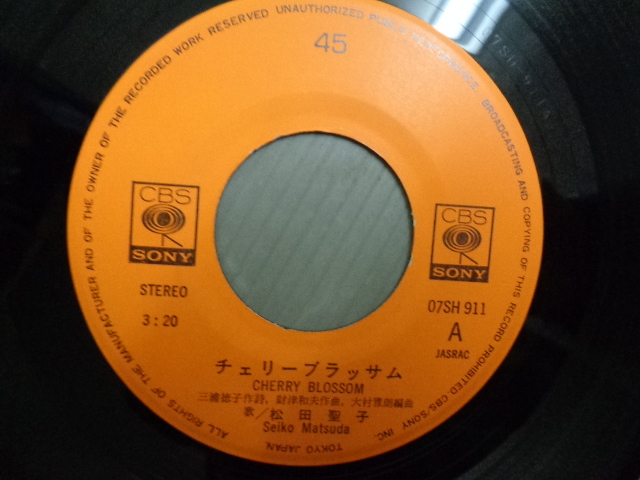 ALL RIGHTS OF THE MANUFACTURER AND OF THE OWNER OF THE RECORDED WORK RESERVED UNAUTHORIZED PUBLIC PERFORMANCE, BROADCASTING AND COPYING OF THIS RECORD PROHIBITED. CBS/SONY INC. TOKYO JAPAN.
45
CBS
SONY
CBS
SONY
STEREO
3:20
07SH 911
A
JASRAC
チェリーブラッサム
CHERRY BLOSSOM
三浦徳子作詩、財津和夫作曲、大村雅朗編曲
歌/松田聖子
Seiko Matsuda